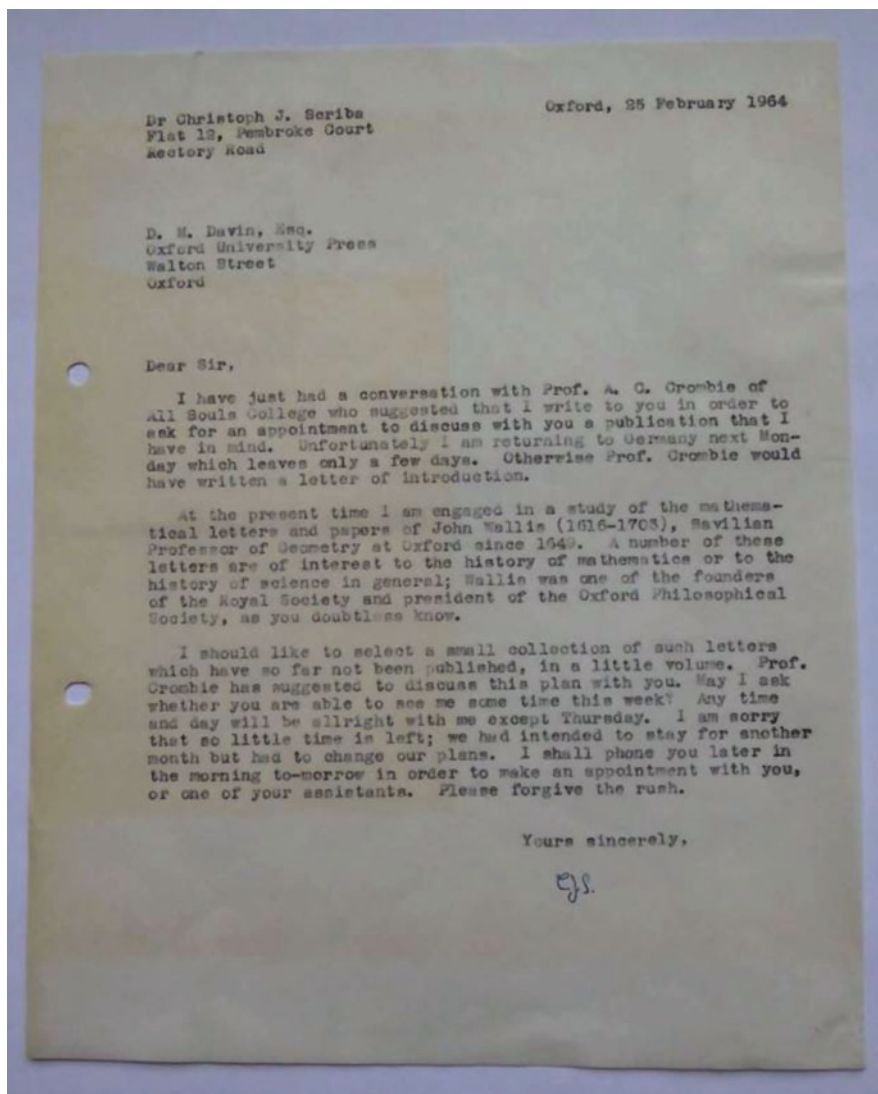 Oxford, 25 February 1964
Dr Christoph J. Scriba
Flat 12, Pembroke Court
Rectory Road
D. M. Davin, Esq.
Oxford University Press
Walton Street
Oxford
Dear Sir,
I have just had a conversation with Prof. A. C. Crombie of
All Souls College who suggested that I write to you in order to
ask for an appointment to discuss with you a publication that I
have in mind. Unfortunately I am returning to Germany next Mon-
day which leaves only a few days. Otherwise Prof. Crombie would
have written a letter of introduction.
At the present time I am engaged in a study of the mathema-
tical letters and papers of John Wallis (1616-1703), Savilian
Professor of Geometry at Oxford since 1649. A number of these
letters are of interest to the history of mathematics or to the
history of science in general; Wallis was one of the founders
of the Royal Society and president of the Oxford Philosophical
Society, as you doubtless know.
I should like to select a small collection of such letters
which have so far not been published, in a little volume. Prof.
Crombie has suggested to discuss this plan with you. May I ask
whether you are able to see me some time this week? Any time
and day will be allright with me except Thursday. I am sorry
that so little time is left; we had intended to stay for another
month but had to change our plans. I shall phone you later in
the morning to-morrow in order to make an appointment with you,
or one of your assistants. Please forgive the rush.
Yours sincerely,
CJS.